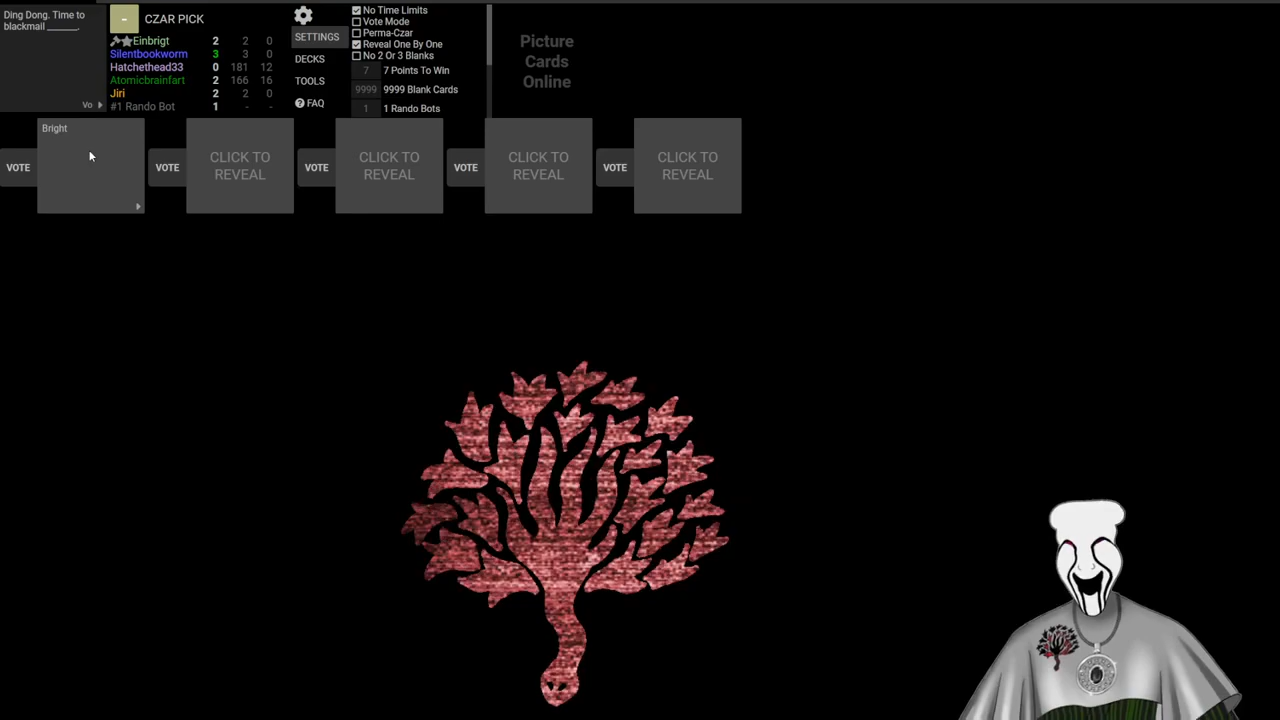 Ding Dong. Time to
blackmail ______.
Vo
-
CZAR PICK
Einbrigt 2 2 0
Silentbookworm 3 3 0
Hatchethead33 0 181 12
Atomicbrainfart 2 166 16
Jiri 2 2 0
#1 Rando Bot 1 - -
SETTINGS
DECKS
TOOLS
? FAQ
No Time Limits
Vote Mode
Perma-Czar
Reveal One By One
No 2 Or 3 Blanks
7 7 Points To Win
9999 9999 Blank Cards
1 1 Rando Bots
Picture
Cards
Online
VOTE
Bright
VOTE
CLICK TO
REVEAL
VOTE
CLICK TO
REVEAL
VOTE
CLICK TO
REVEAL
VOTE
CLICK TO
REVEAL